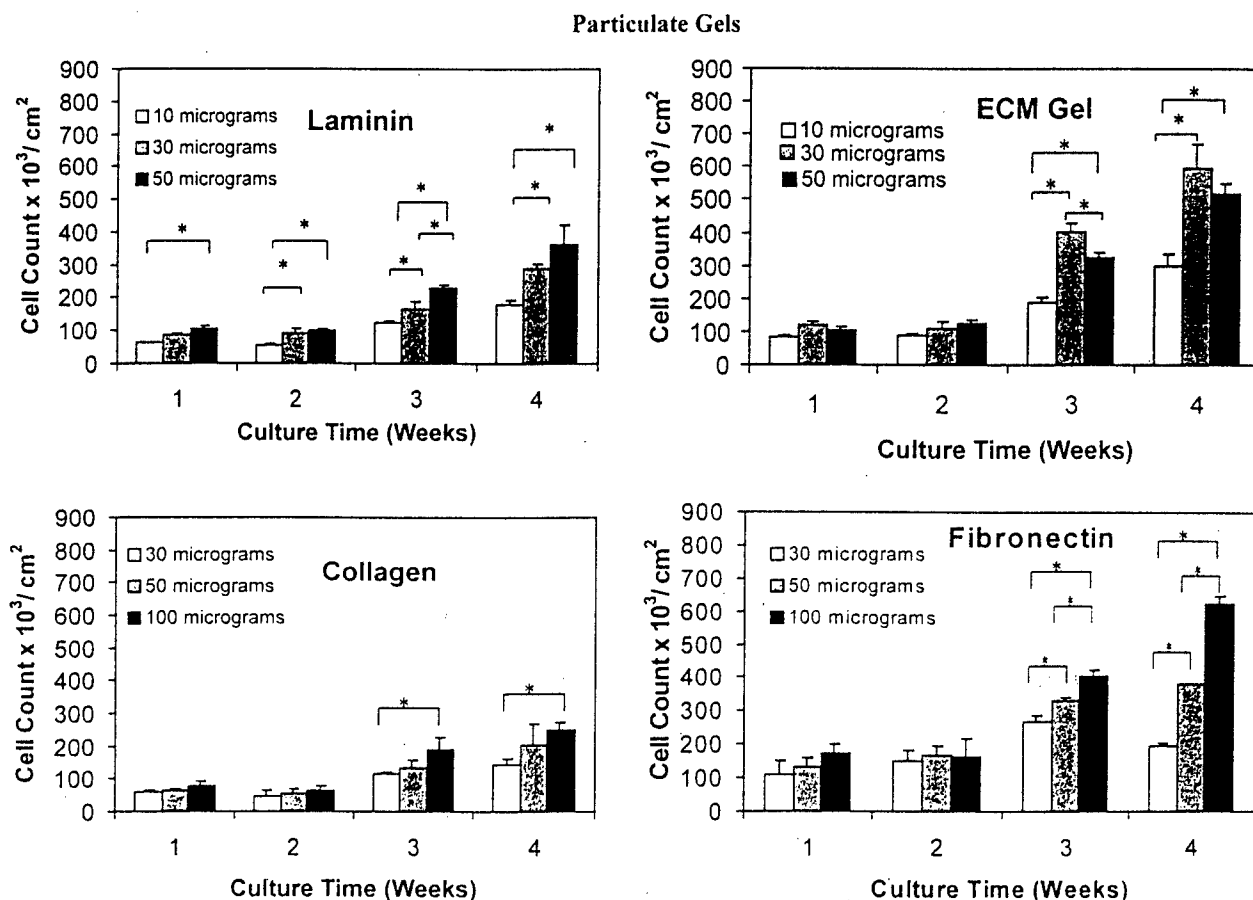 Particulate Gels
Cell Count x 10³/ cm²
900
800
700
600
500
400
300
200
100
0
10 micrograms
30 micrograms
50 micrograms
Laminin
*
*
*
*
*
*
*
*
1 2 3 4
Culture Time (Weeks)
Cell Count x 10³/ cm²
900
800
700
600
500
400
300
200
100
0
10 micrograms
30 micrograms
50 micrograms
ECM Gel
*
*
*
*
*
1 2 3 4
Culture Time (Weeks)
Cell Count x 10³/ cm²
900
800
700
600
500
400
300
200
100
0
30 micrograms
50 micrograms
100 micrograms
Collagen
*
*
1 2 3 4
Culture Time (Weeks)
Cell Count x 10³/ cm²
900
800
700
600
500
400
300
200
100
0
30 micrograms
50 micrograms
100 micrograms
Fibronectin
*
*
*
*
*
*
1 2 3 4
Culture Time (Weeks)